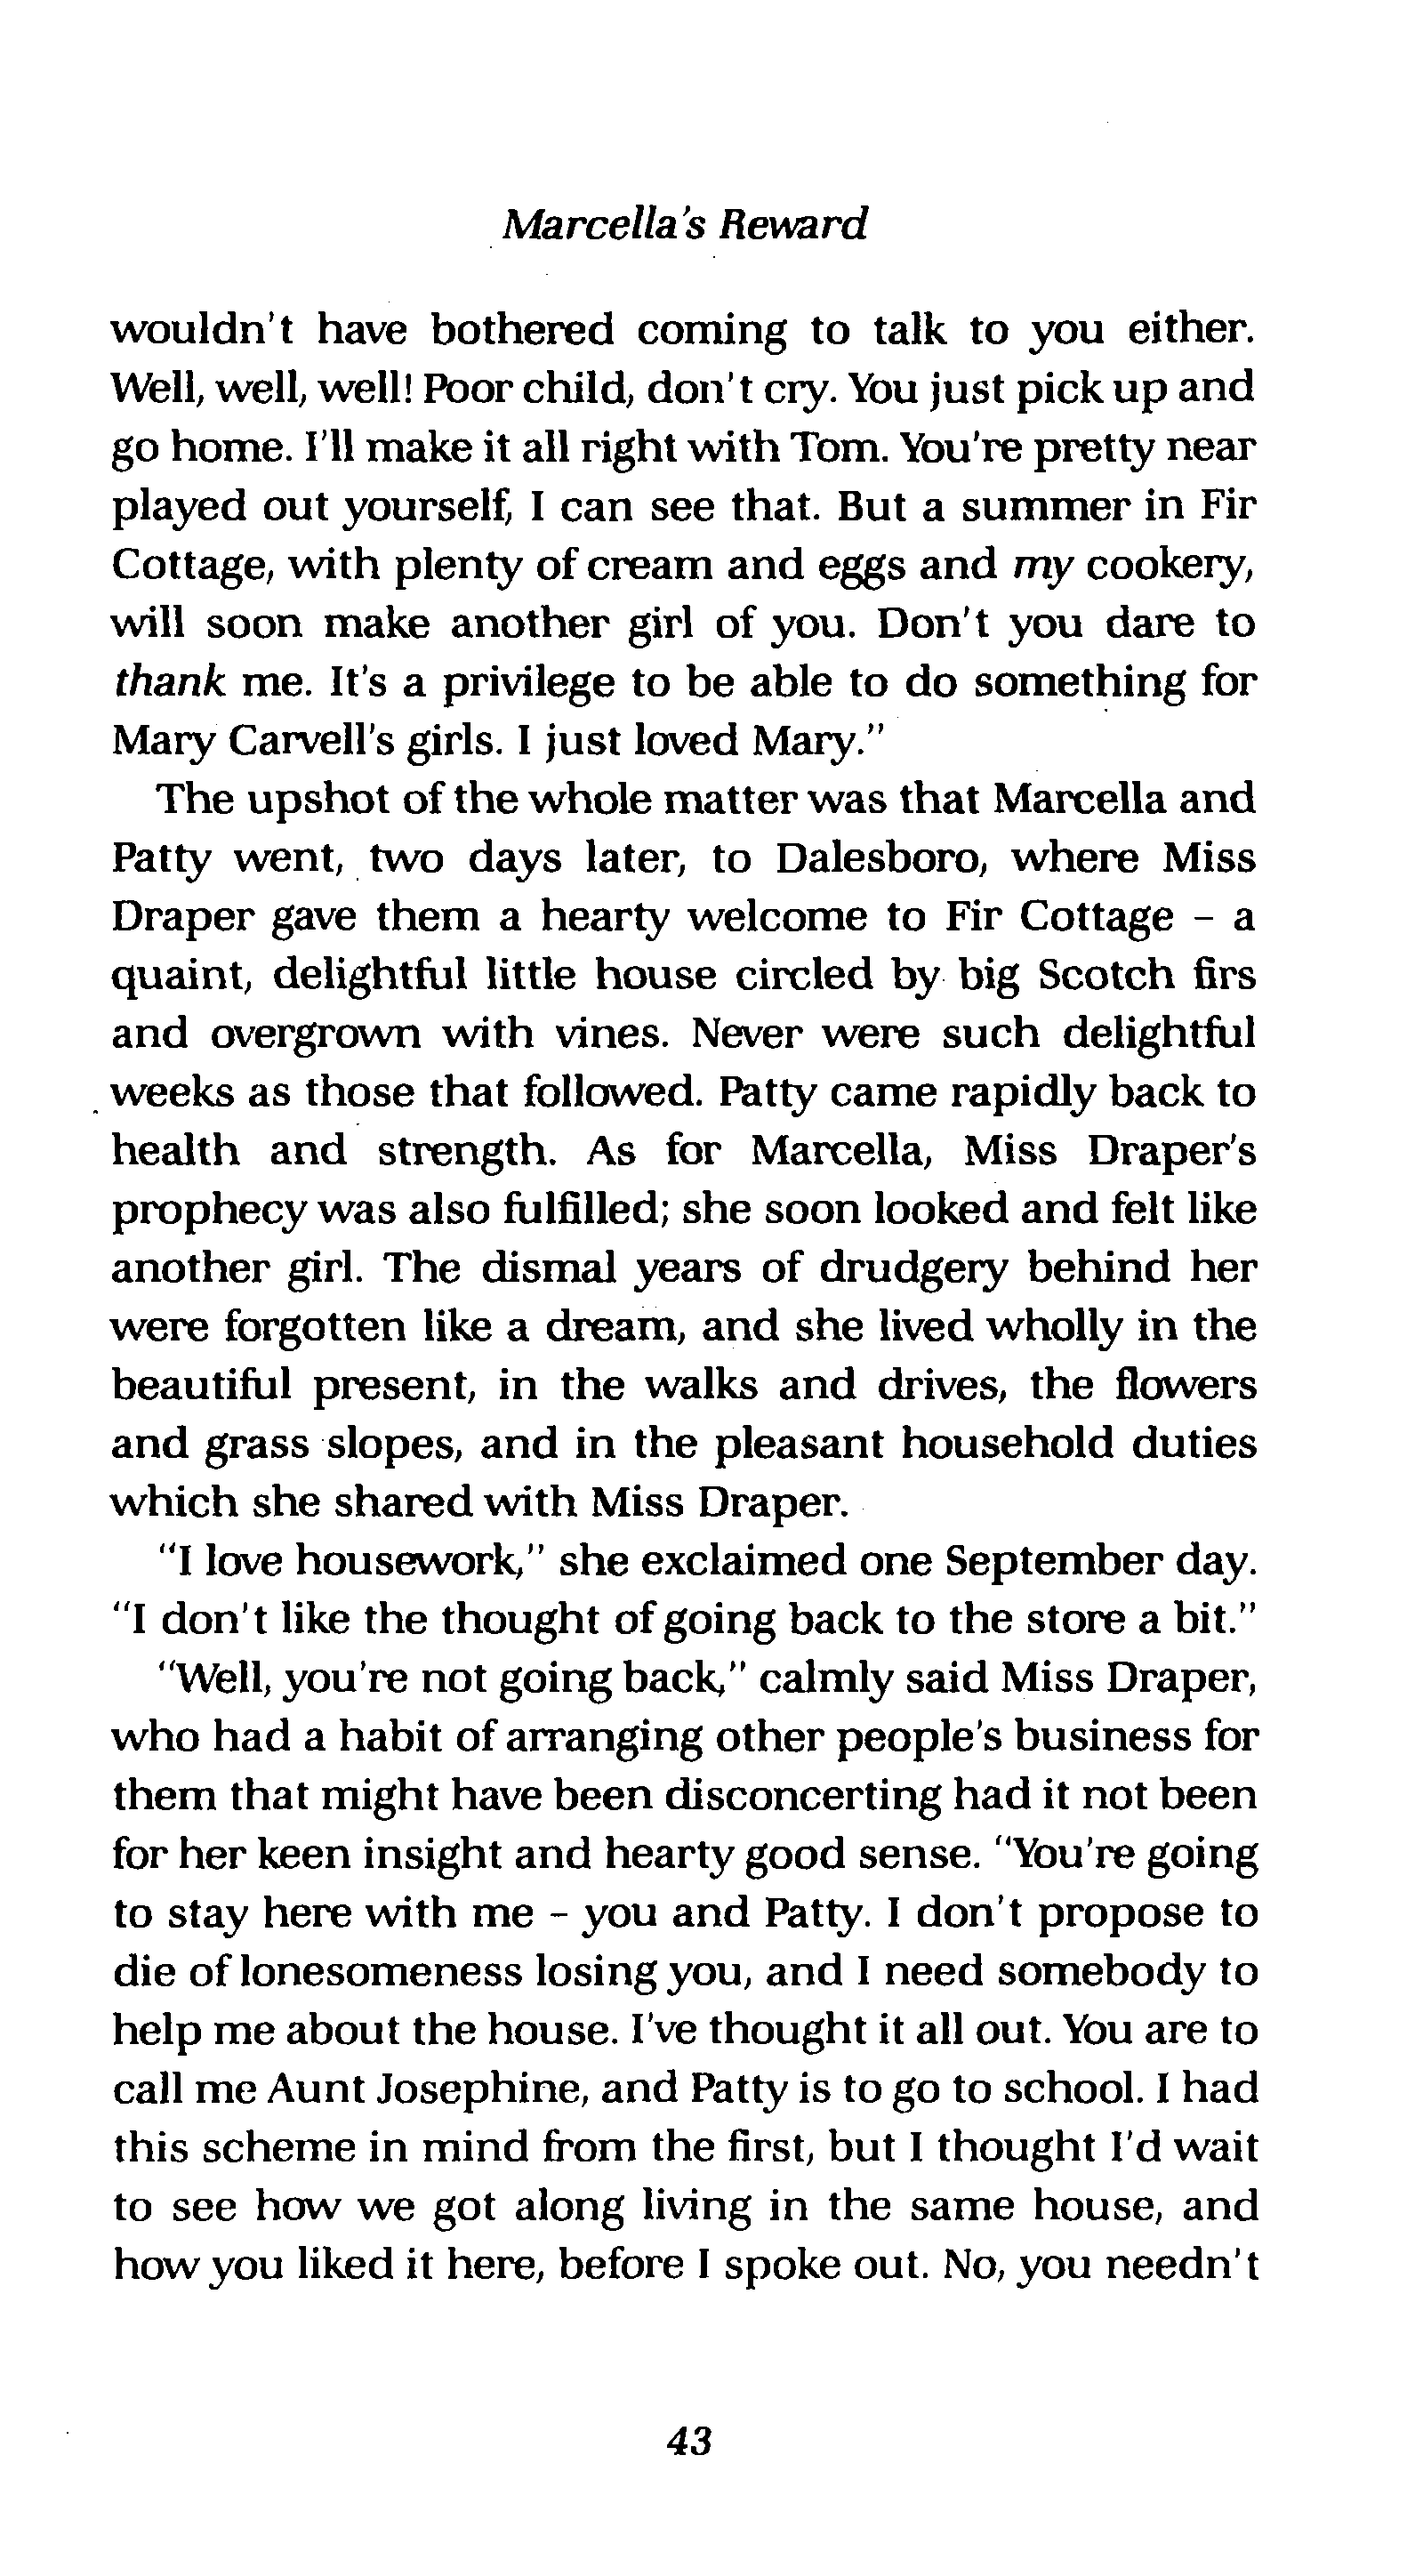 Marcella's Reward
wouldn't have bothered coming to talk to you either.
Well, well, well! Poor child, don't cry. You just pick up and
go home. I'll make it all right with Tom. You're pretty near
played out yourself, I can see that. But a summer in Fir
Cottage, with plenty of cream and eggs and my cookery,
will soon make another girl of you. Don't you dare to
thank me. It's a privilege to be able to do something for
Mary Carvell's girls. I just loved Mary."
The upshot of the whole matter was that Marcella and
Patty went, two days later, to Dalesboro, where Miss
Draper gave them a hearty welcome to Fir Cottage – a
quaint, delightful little house circled by big Scotch firs
and overgrown with vines. Never were such delightful
weeks as those that followed. Patty came rapidly back to
health and strength. As for Marcella, Miss Draper's
prophecy was also fulfilled; she soon looked and felt like
another girl. The dismal years of drudgery behind her
were forgotten like a dream, and she lived wholly in the
beautiful present, in the walks and drives, the flowers
and grass slopes, and in the pleasant household duties
which she shared with Miss Draper.
"I love housework," she exclaimed one September day.
"I don't like the thought of going back to the store a bit."
"Well, you're not going back," calmly said Miss Draper,
who had a habit of arranging other people's business for
them that might have been disconcerting had it not been
for her keen insight and hearty good sense. "You're going
to stay here with me – you and Patty. I don't propose to
die of lonesomeness losing you, and I need somebody to
help me about the house. I've thought it all out. You are to
call me Aunt Josephine, and Patty is to go to school. I had
this scheme in mind from the first, but I thought I'd wait
to see how we got along living in the same house, and
how you liked it here, before I spoke out. No, you needn't
43